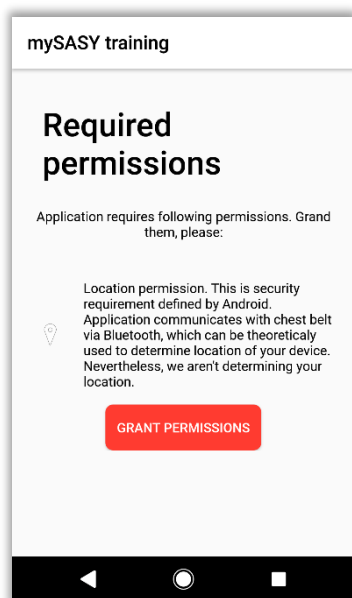 mySASY training
Required
permissions
Application requires following permissions. Grand
them, please:
Location permission. This is security
requirement defined by Android.
Application communicates with chest belt
via Bluetooth, which can be theoreticaly
used to determine location of your device.
Nevertheless, we aren't determining your
location.
GRANT PERMISSIONS